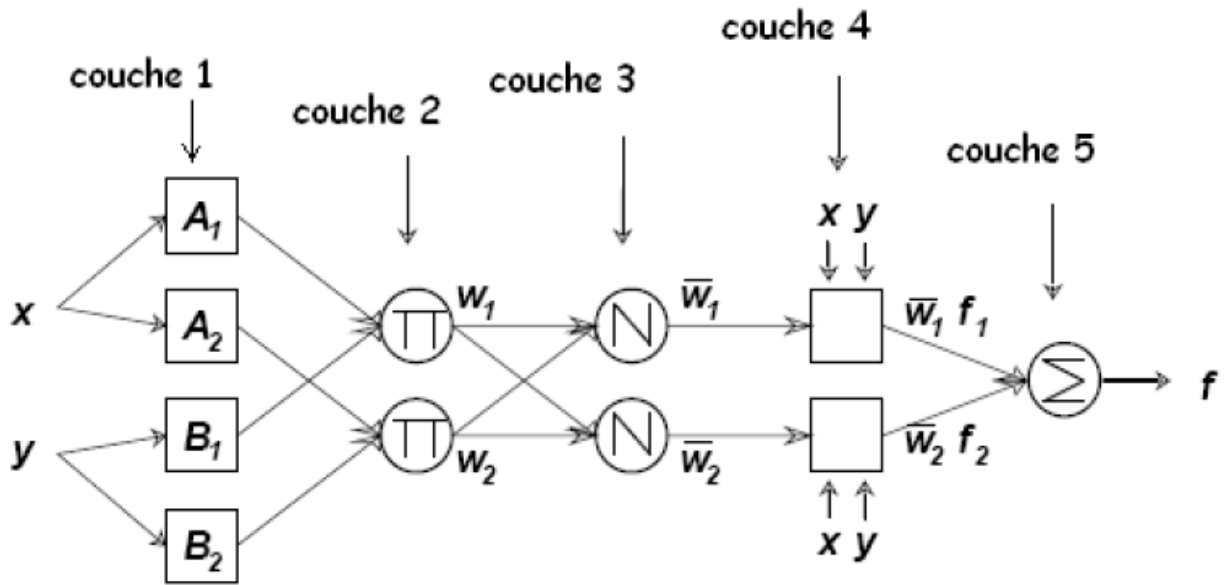 couche 1
couche 2
couche 3
couche 4
couche 5
x
y
A₁
A₂
B₁
B₂
Π
Π
w₁
w₂
N
N
w̅₁
w̅₂
x y
x y
w̅₁ f₁
w̅₂ f₂
Σ
f